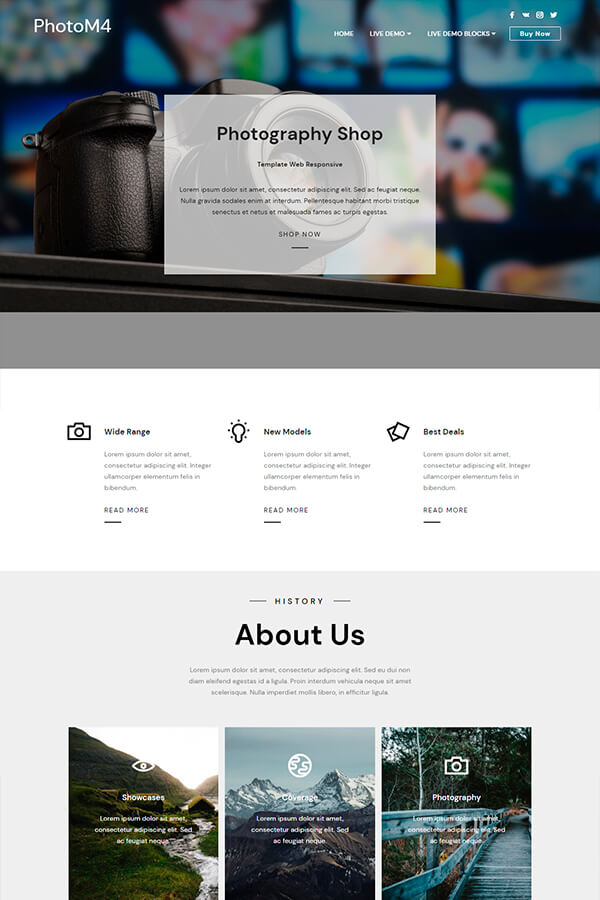 PhotoM4
HOME LIVE DEMO LIVE DEMO BLOCKS Buy Now
Photography Shop
Template Web Responsive
Lorem ipsum dolor sit amet, consectetur adipiscing elit. Sed ac feugiat neque.
Nulla gravida sodales enim at interdum. Pellentesque habitant morbi tristique
senectus et netus et malesuada fames ac turpis egestas.
SHOP NOW
Wide Range
Lorem ipsum dolor sit amet,
consectetur adipiscing elit. Integer
ullamcorper elementum felis in
bibendum.
READ MORE
New Models
Lorem ipsum dolor sit amet,
consectetur adipiscing elit. Integer
ullamcorper elementum felis in
bibendum.
READ MORE
Best Deals
Lorem ipsum dolor sit amet,
consectetur adipiscing elit. Integer
ullamcorper elementum felis in
bibendum.
READ MORE
HISTORY
About Us
Lorem ipsum dolor sit amet, consectetur adipiscing elit. Sed eu dui non
diam eleifend egestas id a ligula. Proin interdum vehicula neque sit amet
scelerisque. Nulla imperdiet mollis libero, in efficitur ligula.
Showcases
Lorem ipsum dolor sit amet,
consectetur adipiscing elit. Sed
ac feugiat neque.
Coverage
Lorem ipsum dolor sit amet,
consectetur adipiscing elit. Sed
ac feugiat neque.
Photography
Lorem ipsum dolor sit amet,
consectetur adipiscing elit. Sed
ac feugiat neque.